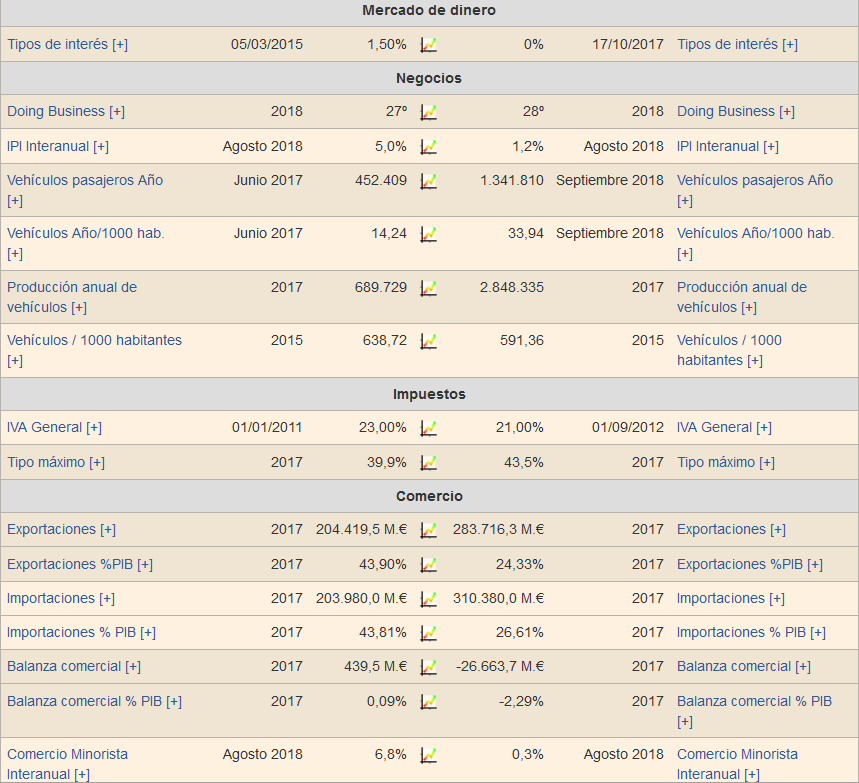 Mercado de dinero
Tipos de interés [+] 05/03/2015 1,50% 0% 17/10/2017 Tipos de interés [+]
Negocios
Doing Business [+] 2018 27º 28º 2018 Doing Business [+]
IPI Interanual [+] Agosto 2018 5,0% 1,2% Agosto 2018 IPI Interanual [+]
Vehículos pasajeros Año Junio 2017 452.409 1.341.810 Septiembre 2018 Vehículos pasajeros Año
[+] [+]
Vehículos Año/1000 hab. Junio 2017 14,24 33,94 Septiembre 2018 Vehículos Año/1000 hab.
[+] [+]
Producción anual de 2017 689.729 2.848.335 2017 Producción anual de
vehículos [+] vehículos [+]
Vehículos / 1000 habitantes 2015 638,72 591,36 2015 Vehículos / 1000
[+] habitantes [+]
Impuestos
IVA General [+] 01/01/2011 23,00% 21,00% 01/09/2012 IVA General [+]
Tipo máximo [+] 2017 39,9% 43,5% 2017 Tipo máximo [+]
Comercio
Exportaciones [+] 2017 204.419,5 M.€ 283.716,3 M.€ 2017 Exportaciones [+]
Exportaciones %PIB [+] 2017 43,90% 24,33% 2017 Exportaciones %PIB [+]
Importaciones [+] 2017 203.980,0 M.€ 310.380,0 M.€ 2017 Importaciones [+]
Importaciones % PIB [+] 2017 43,81% 26,61% 2017 Importaciones % PIB [+]
Balanza comercial [+] 2017 439,5 M.€ -26.663,7 M.€ 2017 Balanza comercial [+]
Balanza comercial % PIB [+] 2017 0,09% -2,29% 2017 Balanza comercial % PIB
[+]
Comercio Minorista Agosto 2018 6,8% 0,3% Agosto 2018 Comercio Minorista
Interanual [+] Interanual [+]